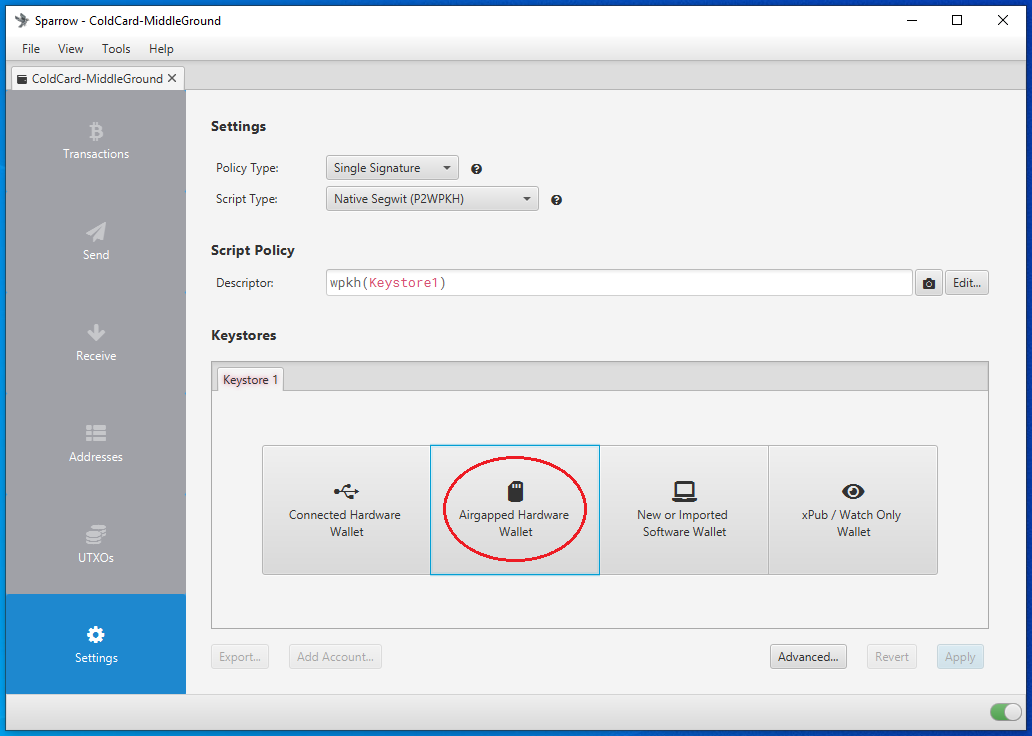 Sparrow - ColdCard-MiddleGround
File View Tools Help
ColdCard-MiddleGround
Transactions
Send
Receive
Addresses
UTXOs
Settings
Settings
Policy Type: Single Signature
Script Type: Native Segwit (P2WPKH)
Script Policy
Descriptor: wpkh(Keystore1) Edit...
Keystores
Keystore 1
Connected Hardware
Wallet
Airgapped Hardware
Wallet
New or Imported
Software Wallet
xPub / Watch Only
Wallet
Export... Add Account... Advanced... Revert Apply